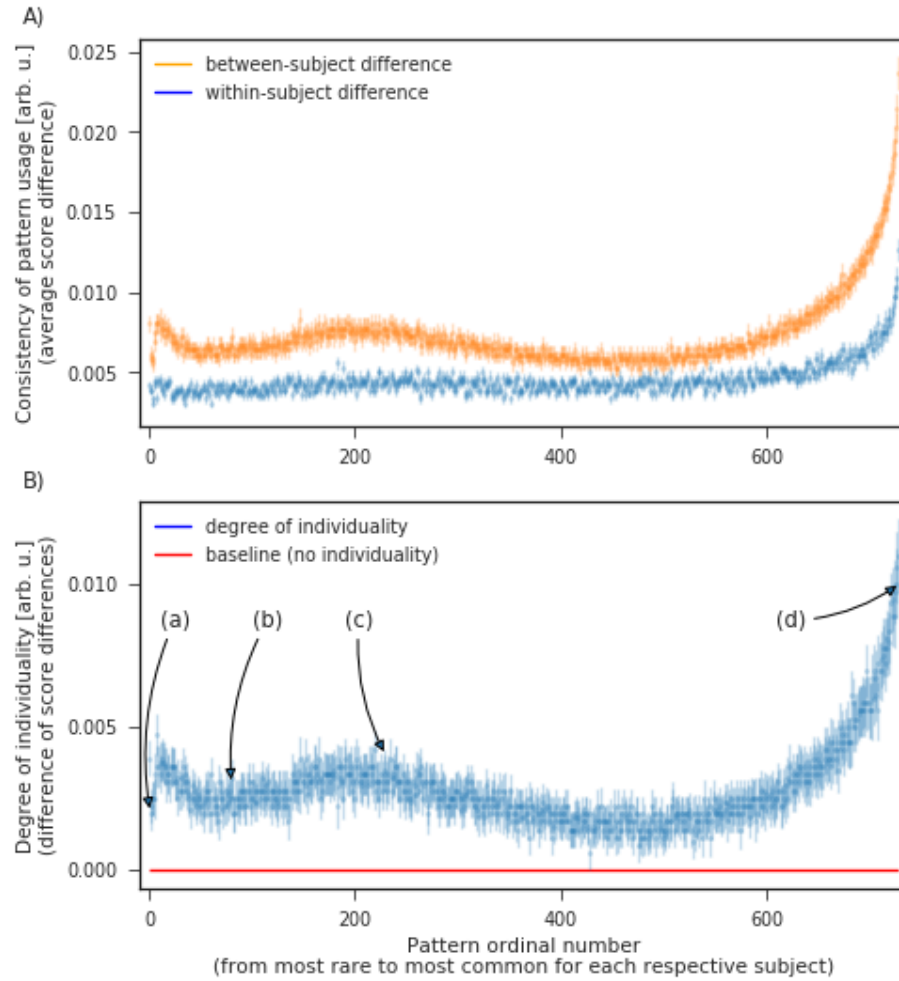 A)
Consistency of pattern usage [arb. u.]
(average score difference)
0.025
0.020
0.015
0.010
0.005
between-subject difference
within-subject difference
0
200
400
600
B)
Degree of individuality [arb. u.]
(difference of score differences)
0.010
0.005
0.000
degree of individuality
baseline (no individuality)
(a)
(b)
(c)
(d)
0
200
400
600
Pattern ordinal number
(from most rare to most common for each respective subject)